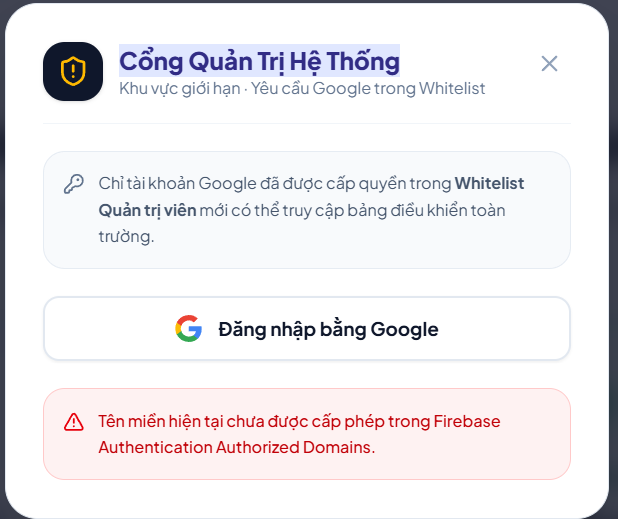 Cổng Quản Trị Hệ Thống
Khu vực giới hạn · Yêu cầu Google trong Whitelist
Chỉ tài khoản Google đã được cấp quyền trong Whitelist
Quản trị viên mới có thể truy cập bảng điều khiển toàn
trường.
Đăng nhập bằng Google
Tên miền hiện tại chưa được cấp phép trong Firebase
Authentication Authorized Domains.